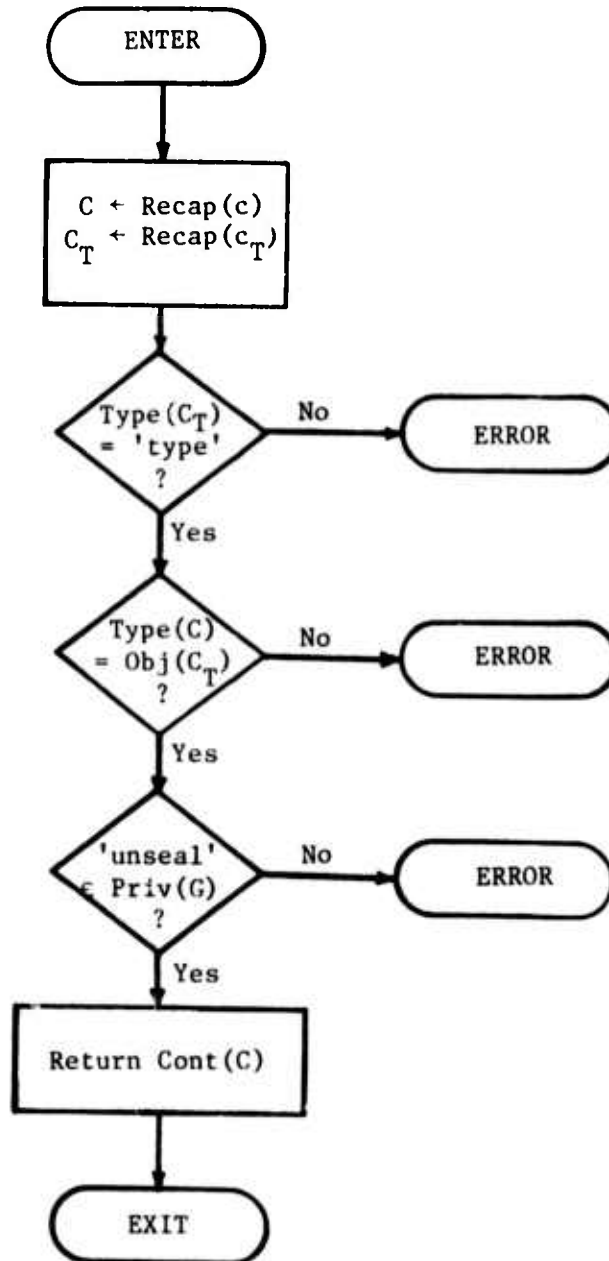 ENTER
C ← Recap(c)
C_T ← Recap(c_T)
Type(C_T)
= 'type'
?
No
ERROR
Yes
Type(C)
= Obj(C_T)
?
No
ERROR
Yes
'unseal'
ε Priv(G)
?
No
ERROR
Yes
Return Cont(C)
EXIT